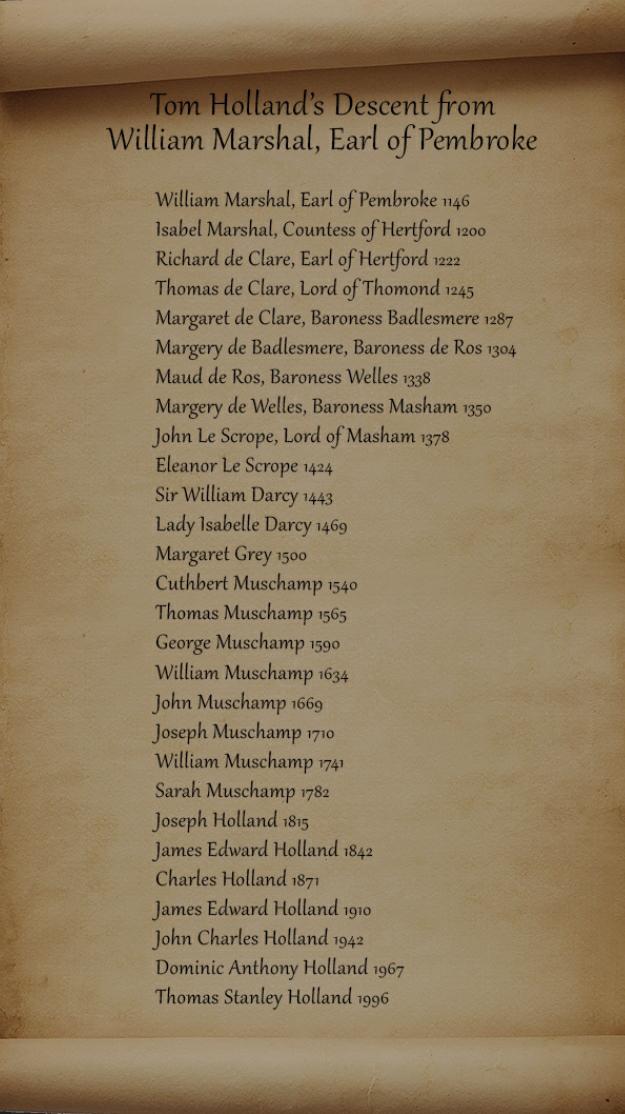 Tom Holland's Descent from
William Marshal, Earl of Pembroke
William Marshal, Earl of Pembroke 1146
Isabel Marshal, Countess of Hertford 1200
Richard de Clare, Earl of Hertford 1222
Thomas de Clare, Lord of Thomond 1245
Margaret de Clare, Baroness Badlesmere 1287
Margery de Badlesmere, Baroness de Ros 1304
Maud de Ros, Baroness Welles 1338
Margery de Welles, Baroness Masham 1350
John Le Scrope, Lord of Masham 1378
Eleanor Le Scrope 1424
Sir William Darcy 1443
Lady Isabelle Darcy 1469
Margaret Grey 1500
Cuthbert Muschamp 1540
Thomas Muschamp 1565
George Muschamp 1590
William Muschamp 1634
John Muschamp 1669
Joseph Muschamp 1710
William Muschamp 1741
Sarah Muschamp 1782
Joseph Holland 1815
James Edward Holland 1842
Charles Holland 1871
James Edward Holland 1910
John Charles Holland 1942
Dominic Anthony Holland 1967
Thomas Stanley Holland 1996